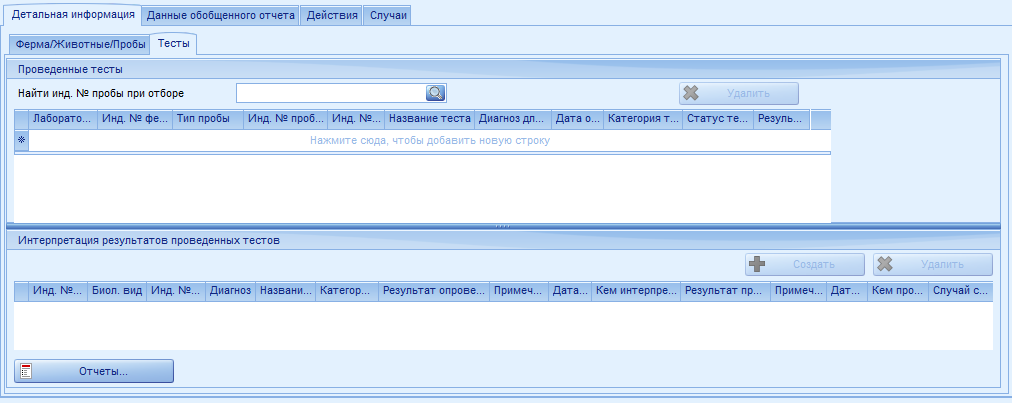 Детальная информация Данные обобщенного отчета Действия Случаи
Ферма/Животные/Пробы Тесты
Проведенные тесты
Найти инд. № пробы при отборе Удалить
Лаборато... Инд. № фе... Тип пробы Инд. № проб... Инд. №... Название теста Диагноз дл... Дата о... Категория т... Статус те... Резуль...
Нажмите сюда, чтобы добавить новую строку
Интерпретация результатов проведенных тестов
Создать Удалить
Инд. №... Биол. вид Инд. №... Диагноз Названи... Категор... Результат опрове... Примеч... Дата... Кем интерпре... Результат пр... Примеч... Дат... Кем про... Случай с...
Отчеты...